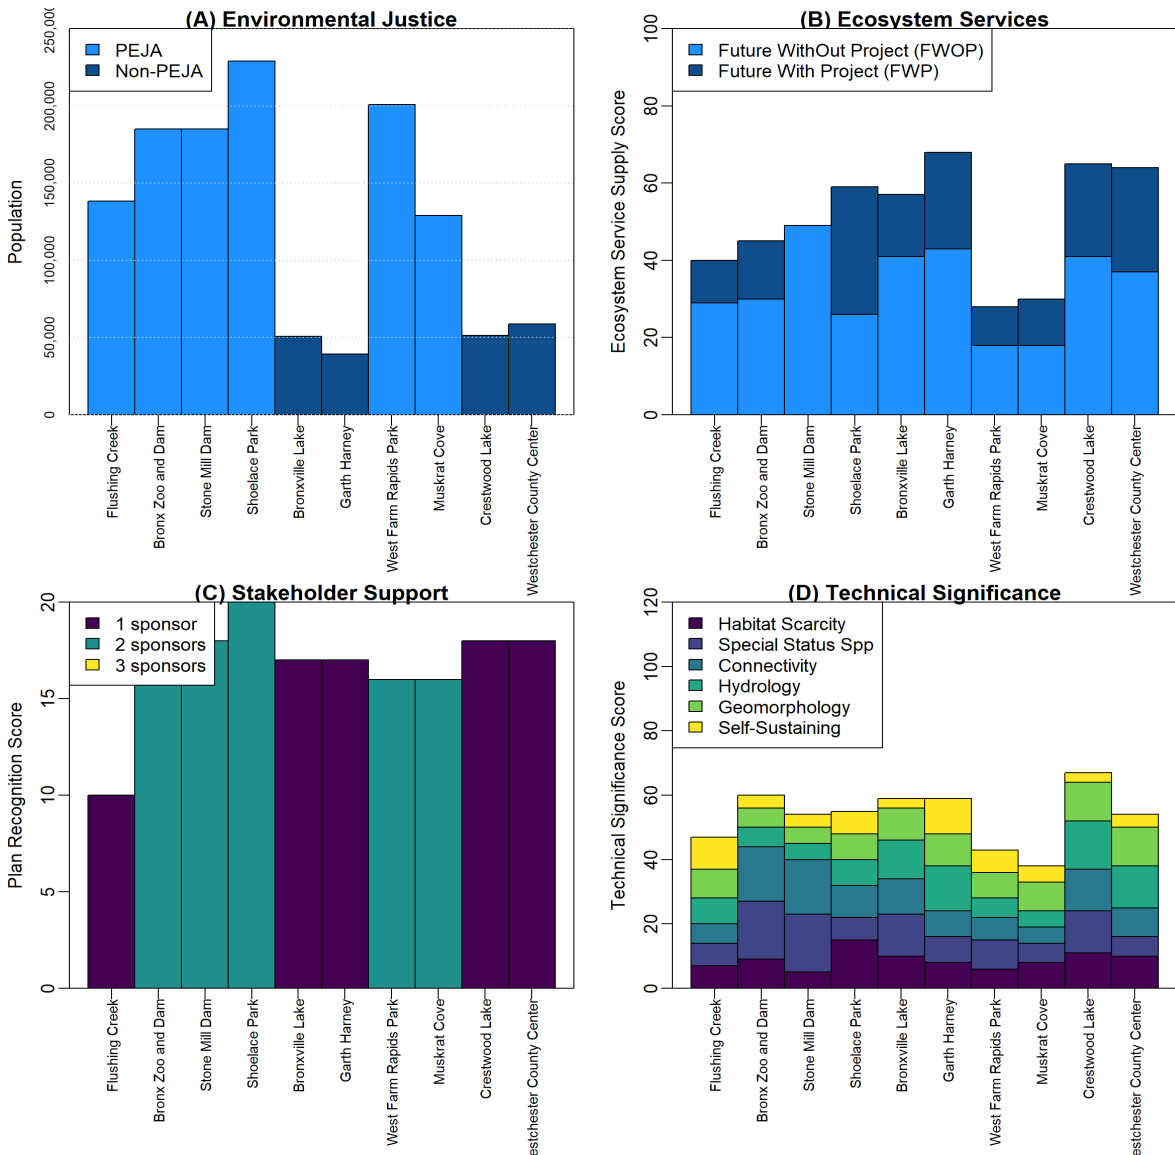 (A) Environmental Justice
PEJA
Non-PEJA
Population
0
50,000
100,000
150,000
200,000
250,000
Flushing Creek
Bronx Zoo and Dam
Stone Mill Dam
Shoelace Park
Bronxville Lake
Garth Harney
West Farm Rapids Park
Muskrat Cove
Crestwood Lake
Westchester County Center
(B) Ecosystem Services
Future WithOut Project (FWOP)
Future With Project (FWP)
Ecosystem Service Supply Score
0
20
40
60
80
100
Flushing Creek
Bronx Zoo and Dam
Stone Mill Dam
Shoelace Park
Bronxville Lake
Garth Harney
West Farm Rapids Park
Muskrat Cove
Crestwood Lake
Westchester County Center
(C) Stakeholder Support
1 sponsor
2 sponsors
3 sponsors
Plan Recognition Score
0
5
10
15
20
Flushing Creek
Bronx Zoo and Dam
Stone Mill Dam
Shoelace Park
Bronxville Lake
Garth Harney
West Farm Rapids Park
Muskrat Cove
Crestwood Lake
estchester County Center
(D) Technical Significance
Habitat Scarcity
Special Status Spp
Connectivity
Hydrology
Geomorphology
Self-Sustaining
Technical Significance Score
0
20
40
60
80
100
120
Flushing Creek
Bronx Zoo and Dam
Stone Mill Dam
Shoelace Park
Bronxville Lake
Garth Harney
West Farm Rapids Park
Muskrat Cove
Crestwood Lake
estchester County Center